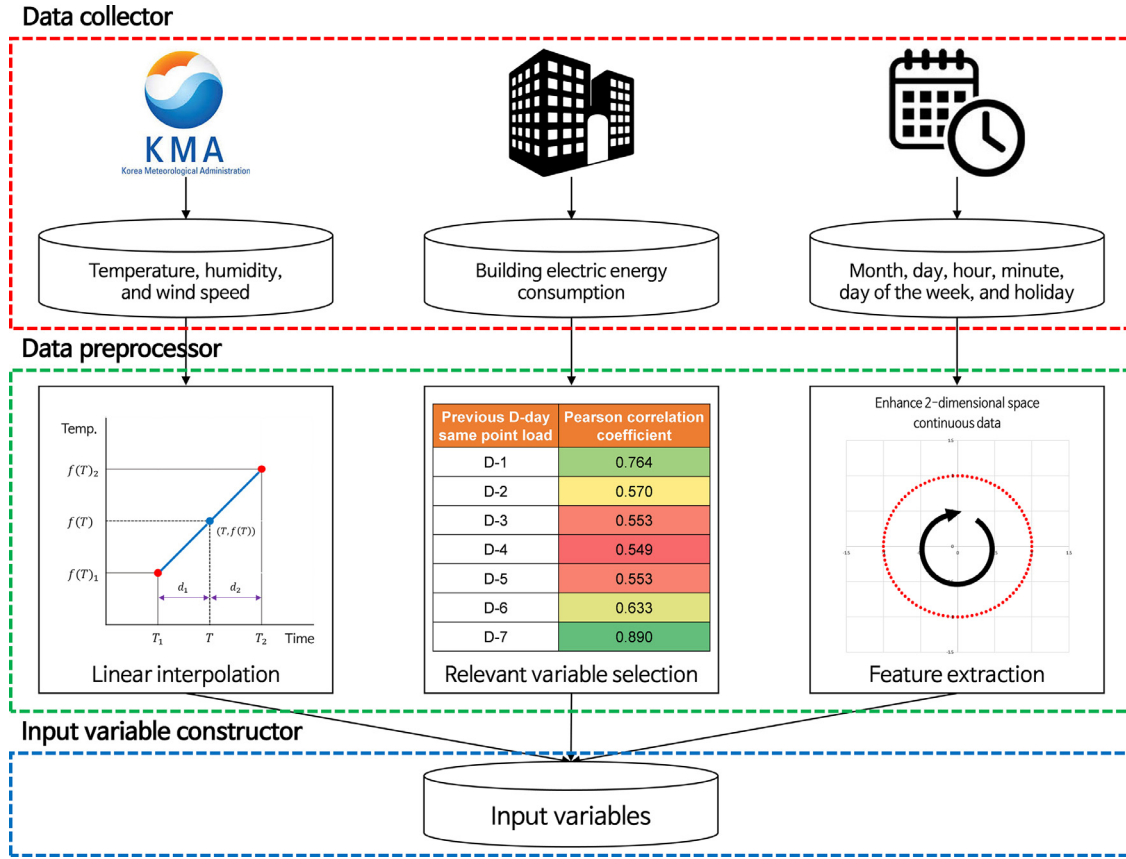 Data collector
KMA
Korea Meteorological Administration
Temperature, humidity,
and wind speed
Building electric energy
consumption
Month, day, hour, minute,
day of the week, and holiday
Data preprocessor
Temp.
f(T)₂
f(T)
(T, f(T))
f(T)₁
d₁
d₂
T₁
T
T₂
Time
Linear interpolation
Previous D-day
same point load
Pearson correlation
coefficient
D-1 0.764
D-2 0.570
D-3 0.553
D-4 0.549
D-5 0.553
D-6 0.633
D-7 0.890
Relevant variable selection
Enhance 2-dimensional space
continuous data
Feature extraction
Input variable constructor
Input variables